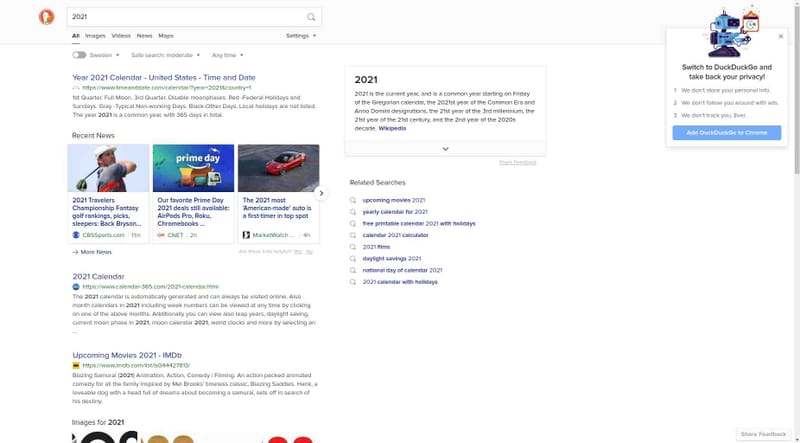 2021
All Images Videos News Maps Settings
Sweden Safe search: moderate Any time
Year 2021 Calendar - United States - Time and Date
https://www.timeanddate.com/calendar/?year=2021&country=1
1st Quarter. Full Moon. 3rd Quarter. Disable moonphases. Red -Federal Holidays and
Sundays. Gray -Typical Non-working Days. Black-Other Days. Local holidays are not listed.
The year 2021 is a common year, with 365 days in total.
Recent News
2021 Travelers
Championship Fantasy
golf rankings, picks,
sleepers: Back Bryson...
CBSSports.com 11m
Our favorite Prime Day
2021 deals still available:
AirPods Pro, Roku,
Chromebooks ...
CNET 2h
The 2021 most
'American-made' auto is
a first-timer in top spot
MarketWatch ... 4h
More News
Are these links helpful? Yes No
2021 Calendar
https://www.calendar-365.com/2021-calendar.html
The 2021 calendar is automatically generated and can always be visited online. Also
month calendars in 2021 including week numbers can be viewed at any time by clicking
on one of the above months. Additionally you can view also leap years, daylight saving,
current moon phase in 2021, moon calendar 2021, world clocks and more by selecting an
...
Upcoming Movies 2021 - IMDb
https://www.imdb.com/list/ls044427813/
Blazing Samurai (2021) Animation, Action, Comedy | Filming. An action packed animated
comedy for all the family inspired by Mel Brooks' timeless classic, Blazing Saddles. Hank, a
loveable dog with a head full of dreams about becoming a samurai, sets off in search of
his destiny.
Images for 2021
2021
2021 is the current year, and is a common year starting on Friday
of the Gregorian calendar, the 2021st year of the Common Era and
Anno Domini designations, the 21st year of the 3rd millennium, the
21st year of the 21st century, and the 2nd year of the 2020s
decade. Wikipedia
Share Feedback
Related Searches
upcoming movies 2021
yearly calendar for 2021
free printable calendar 2021 with holidays
calendar 2021 calculator
2021 films
daylight savings 2021
national day of calendar 2021
2021 calendar with holidays
Switch to DuckDuckGo and
take back your privacy!
1 We don't store your personal info.
2 We don't follow you around with ads.
3 We don't track you. Ever.
Add DuckDuckGo to Chrome
Share Feedback